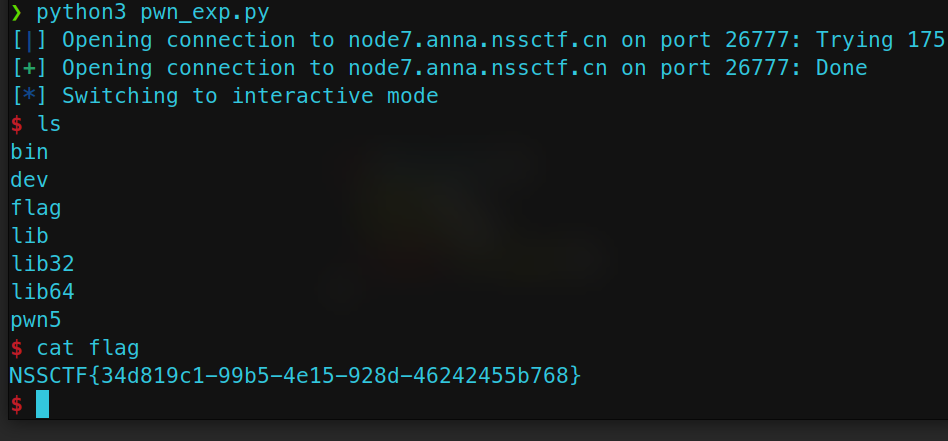 ❯ python3 pwn_exp.py
[|] Opening connection to node7.anna.nssctf.cn on port 26777: Trying 175
[+] Opening connection to node7.anna.nssctf.cn on port 26777: Done
[*] Switching to interactive mode
$ ls
bin
dev
flag
lib
lib32
lib64
pwn5
$ cat flag
NSSCTF{34d819c1-99b5-4e15-928d-46242455b768}
$